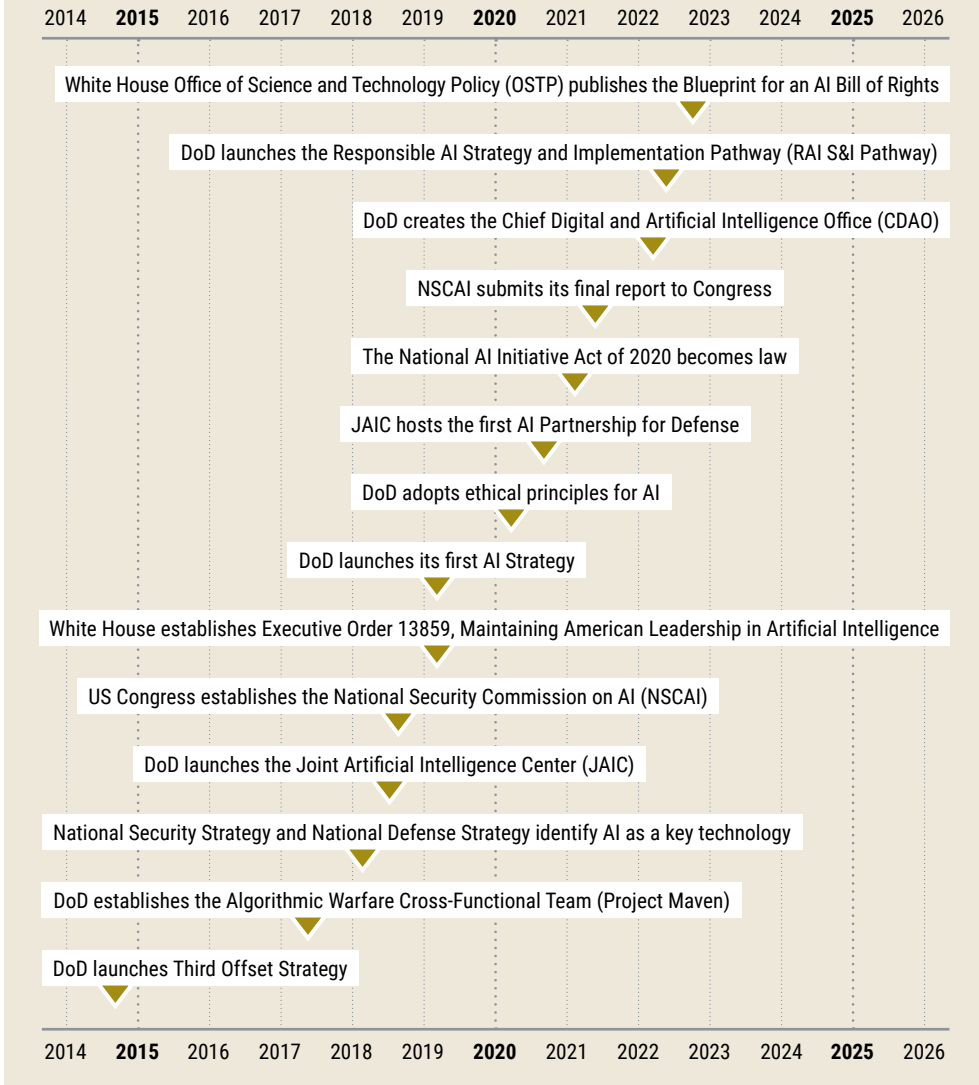 2014 2015 2016 2017 2018 2019 2020 2021 2022 2023 2024 2025 2026
White House Office of Science and Technology Policy (OSTP) publishes the Blueprint for an AI Bill of Rights
DoD launches the Responsible AI Strategy and Implementation Pathway (RAI S&I Pathway)
DoD creates the Chief Digital and Artificial Intelligence Office (CDAO)
NSCAI submits its final report to Congress
The National AI Initiative Act of 2020 becomes law
JAIC hosts the first AI Partnership for Defense
DoD adopts ethical principles for AI
DoD launches its first AI Strategy
White House establishes Executive Order 13859, Maintaining American Leadership in Artificial Intelligence
US Congress establishes the National Security Commission on AI (NSCAI)
DoD launches the Joint Artificial Intelligence Center (JAIC)
National Security Strategy and National Defense Strategy identify AI as a key technology
DoD establishes the Algorithmic Warfare Cross-Functional Team (Project Maven)
DoD launches Third Offset Strategy
2014 2015 2016 2017 2018 2019 2020 2021 2022 2023 2024 2025 2026